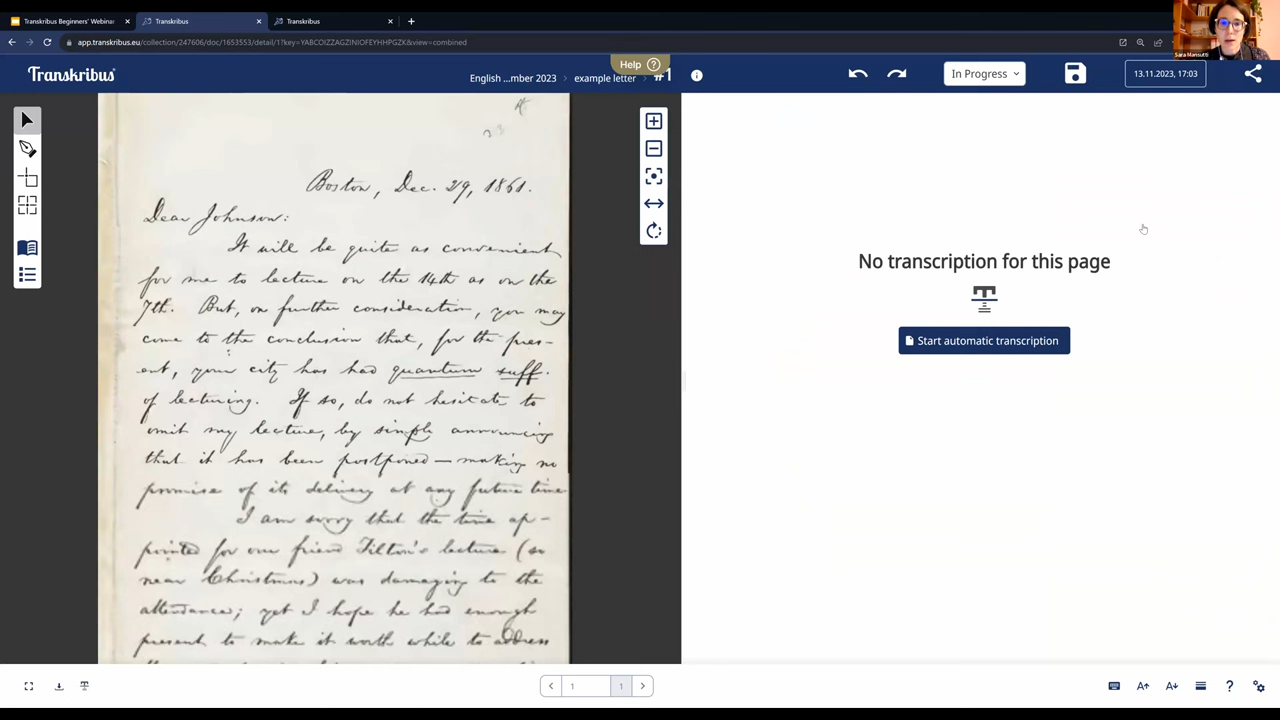 Transkribus Beginners' Webinar
Transkribus
Transkribus
app.transkribus.eu/collection/247606/doc/1653553/detail/1?key=YABCOIZZAGZINIOFEYHHPGZK&view=combined
Sara Mansutti
Transkribus
Help
English ...mber 2023
example letter
#1
In Progress
13.11.2023, 17:03
Boston, Dec. 29, 1861.
Dear Johnson:
It will be quite as convenient
for me to lecture on the 14th as on the
7th. But, on further consideration, you may
come to the conclusion that, for the pres-
ent, your city has had quantum suff.
of lecturing. If so, do not hesitate to
omit my lecture, by simple announcing
that it has been postponed — making no
promise of its delivery at any future time
I am sorry that the time ap-
pointed for our friend Tilton's lecture (so
near Christmas) was damaging to the
attendance; yet I hope he had enough
present to make it worth while to address
No transcription for this page
Start automatic transcription
1
1